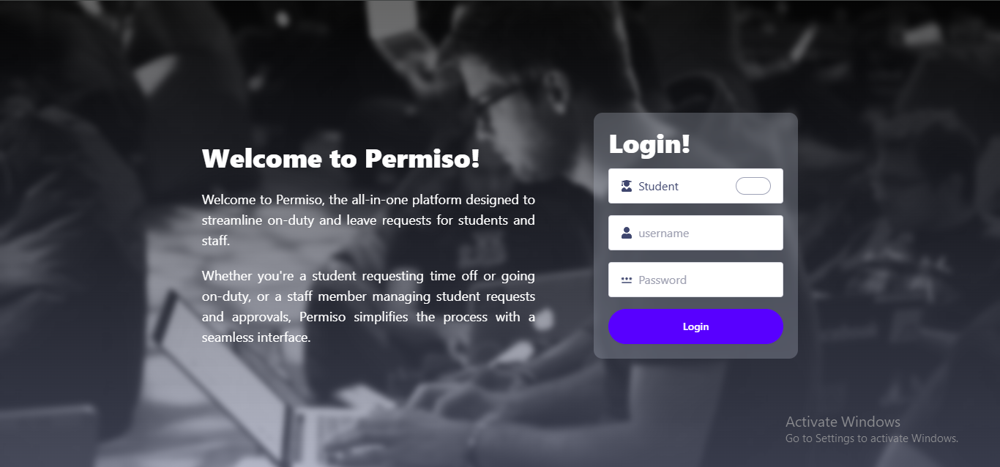 Welcome to Permiso!
Welcome to Permiso, the all-in-one platform designed to
streamline on-duty and leave requests for students and
staff.
Whether you're a student requesting time off or going
on-duty, or a staff member managing student requests
and approvals, Permiso simplifies the process with a
seamless interface.
Login!
Student
username
Password
Login
Activate Windows
Go to Settings to activate Windows.